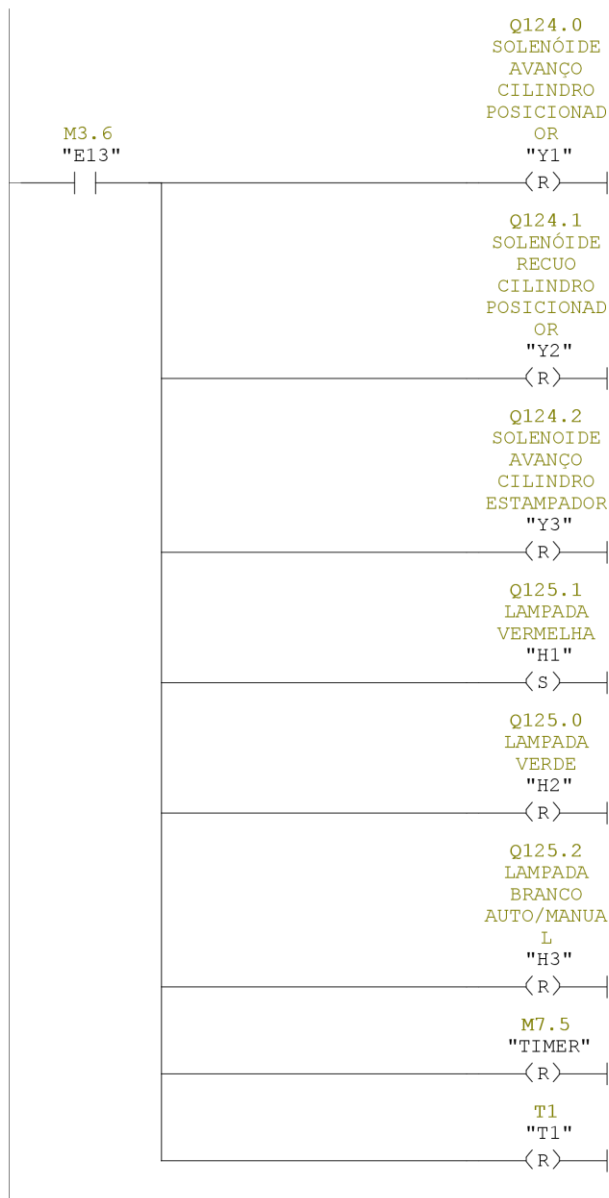 Q124.0
SOLENÓIDE
AVANÇO
CILINDRO
POSICIONAD
OR
M3.6
"E13"
"Y1"
R
Q124.1
SOLENÓIDE
RECUO
CILINDRO
POSICIONAD
OR
"Y2"
R
Q124.2
SOLENOIDE
AVANÇO
CILINDRO
ESTAMPADOR
"Y3"
R
Q125.1
LAMPADA
VERMELHA
"H1"
S
Q125.0
LAMPADA
VERDE
"H2"
R
Q125.2
LAMPADA
BRANCO
AUTO/MANUA
L
"H3"
R
M7.5
"TIMER"
R
T1
"T1"
R